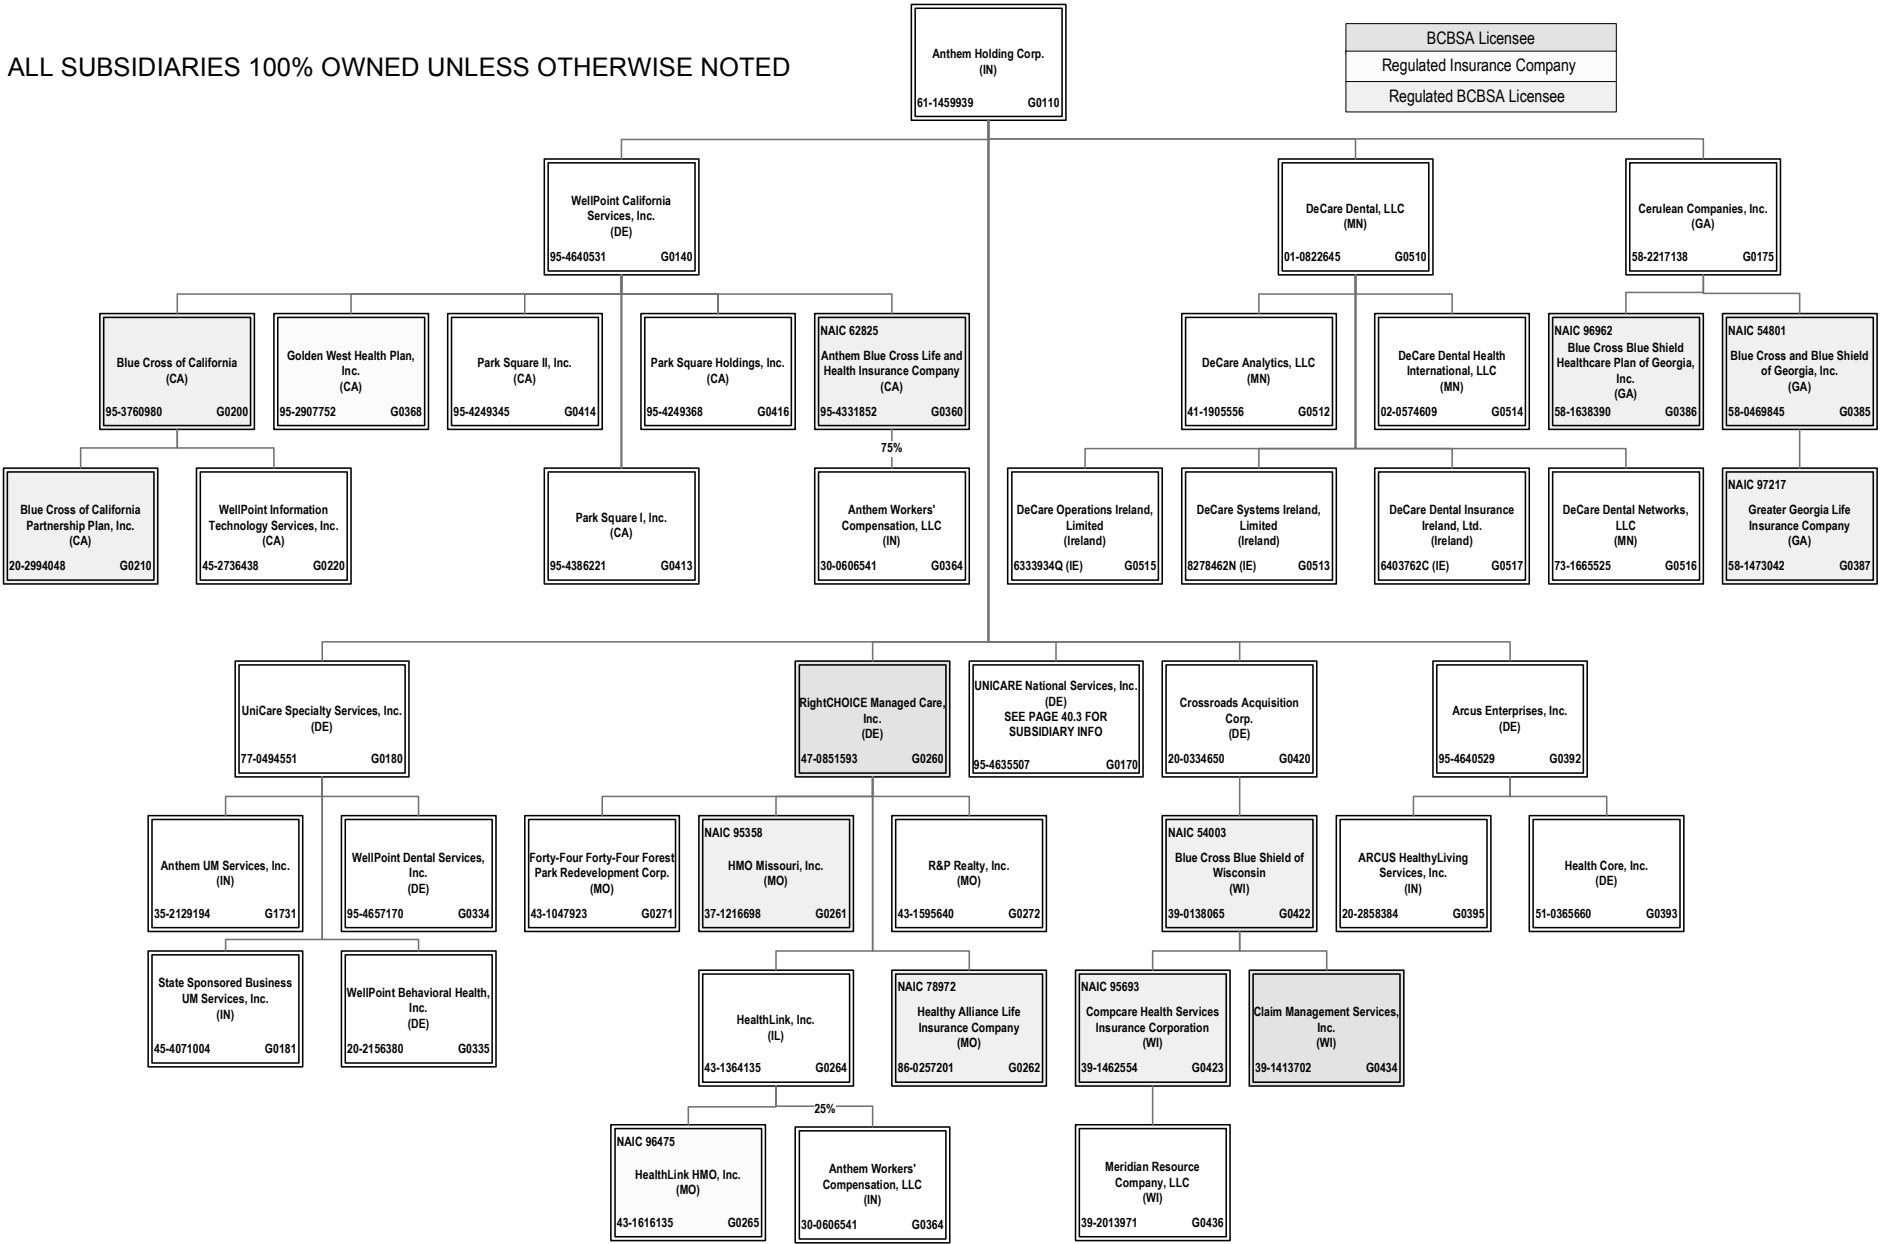 ALL SUBSIDIARIES 100% OWNED UNLESS OTHERWISE NOTED
Anthem Holding Corp.
(IN)
61-1459939 G0110
BCBSA Licensee
Regulated Insurance Company
Regulated BCBSA Licensee
WellPoint California
Services, Inc.
(DE)
95-4640531 G0140
DeCare Dental, LLC
(MN)
01-0822645 G0510
Cerulean Companies, Inc.
(GA)
58-2217138 G0175
Blue Cross of California
(CA)
95-3760980 G0200
Golden West Health Plan,
Inc.
(CA)
95-2907752 G0368
Park Square II, Inc.
(CA)
95-4249345 G0414
Park Square Holdings, Inc.
(CA)
95-4249368 G0416
NAIC 62825
Anthem Blue Cross Life and
Health Insurance Company
(CA)
95-4331852 G0360
DeCare Analytics, LLC
(MN)
41-1905556 G0512
DeCare Dental Health
International, LLC
(MN)
02-0574609 G0514
NAIC 96962
Blue Cross Blue Shield
Healthcare Plan of Georgia,
Inc.
(GA)
58-1638390 G0386
NAIC 54801
Blue Cross and Blue Shield
of Georgia, Inc.
(GA)
58-0469845 G0385
75%
Blue Cross of California
Partnership Plan, Inc.
(CA)
20-2994048 G0210
WellPoint Information
Technology Services, Inc.
(CA)
45-2736438 G0220
Park Square I, Inc.
(CA)
95-4386221 G0413
Anthem Workers'
Compensation, LLC
(IN)
30-0606541 G0364
DeCare Operations Ireland,
Limited
(Ireland)
6333934Q (IE) G0515
DeCare Systems Ireland,
Limited
(Ireland)
8278462N (IE) G0513
DeCare Dental Insurance
Ireland, Ltd.
(Ireland)
6403762C (IE) G0517
DeCare Dental Networks,
LLC
(MN)
73-1665525 G0516
NAIC 97217
Greater Georgia Life
Insurance Company
(GA)
58-1473042 G0387
UniCare Specialty Services, Inc.
(DE)
77-0494551 G0180
RightCHOICE Managed Care,
Inc.
(DE)
47-0851593 G0260
UNICARE National Services, Inc.
(DE)
SEE PAGE 40.3 FOR
SUBSIDIARY INFO
95-4635507 G0170
Crossroads Acquisition
Corp.
(DE)
20-0334650 G0420
Arcus Enterprises, Inc.
(DE)
95-4640529 G0392
Anthem UM Services, Inc.
(IN)
35-2129194 G1731
WellPoint Dental Services,
Inc.
(DE)
95-4657170 G0334
Forty-Four Forty-Four Forest
Park Redevelopment Corp.
(MO)
43-1047923 G0271
NAIC 95358
HMO Missouri, Inc.
(MO)
37-1216698 G0261
R&P Realty, Inc.
(MO)
43-1595640 G0272
NAIC 54003
Blue Cross Blue Shield of
Wisconsin
(WI)
39-0138065 G0422
ARCUS HealthyLiving
Services, Inc.
(IN)
20-2858384 G0395
Health Core, Inc.
(DE)
51-0365660 G0393
State Sponsored Business
UM Services, Inc.
(IN)
45-4071004 G0181
WellPoint Behavioral Health,
Inc.
(DE)
20-2156380 G0335
HealthLink, Inc.
(IL)
43-1364135 G0264
NAIC 78972
Healthy Alliance Life
Insurance Company
(MO)
86-0257201 G0262
NAIC 95693
Compcare Health Services
Insurance Corporation
(WI)
39-1462554 G0423
Claim Management Services,
Inc.
(WI)
39-1413702 G0434
25%
NAIC 96475
HealthLink HMO, Inc.
(MO)
43-1616135 G0265
Anthem Workers'
Compensation, LLC
(IN)
30-0606541 G0364
Meridian Resource
Company, LLC
(WI)
39-2013971 G0436